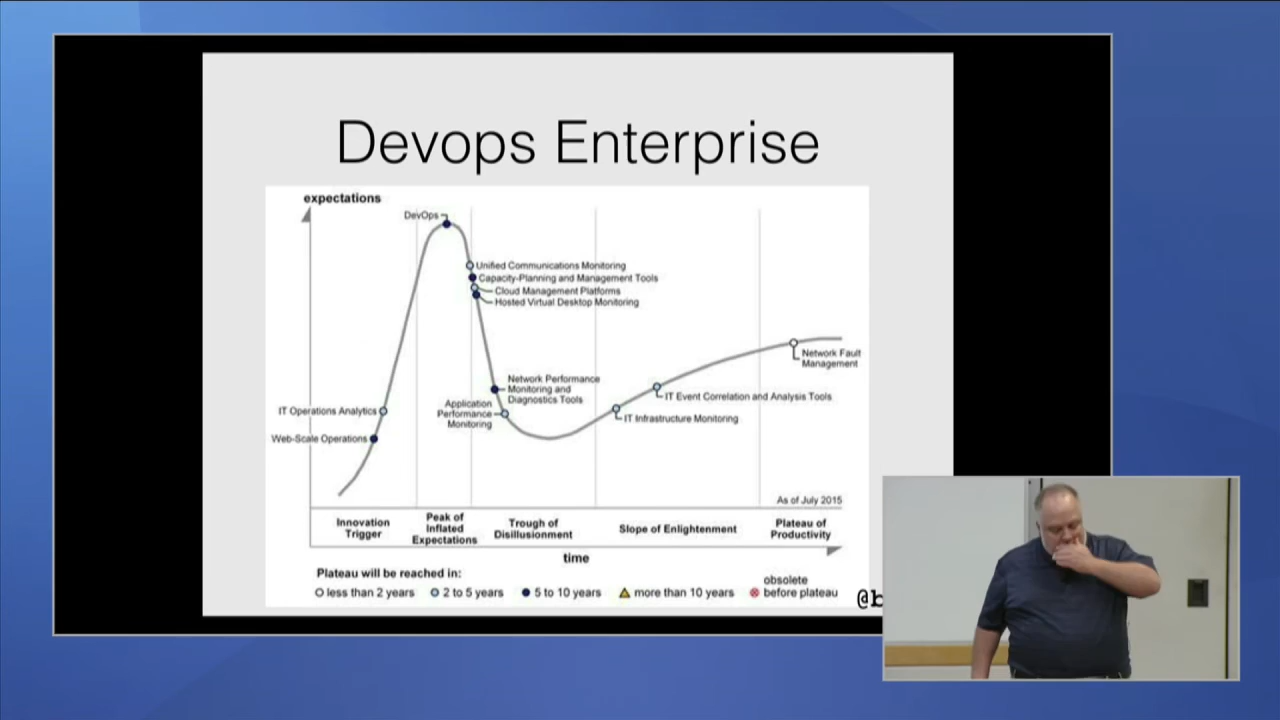 Devops Enterprise
expectations
DevOps
Unified Communications Monitoring
Capacity-Planning and Management Tools
Cloud Management Platforms
Hosted Virtual Desktop Monitoring
Network Performance
Monitoring and
Diagnostics Tools
Application
Performance
Monitoring
IT Operations Analytics
Web-Scale Operations
Network Fault
Management
IT Event Correlation and Analysis Tools
IT Infrastructure Monitoring
As of July 2015
Innovation
Trigger
Peak of
Inflated
Expectations
Trough of
Disillusionment
Slope of Enlightenment
Plateau of
Productivity
time
Plateau will be reached in:
less than 2 years
2 to 5 years
5 to 10 years
more than 10 years
obsolete
before plateau